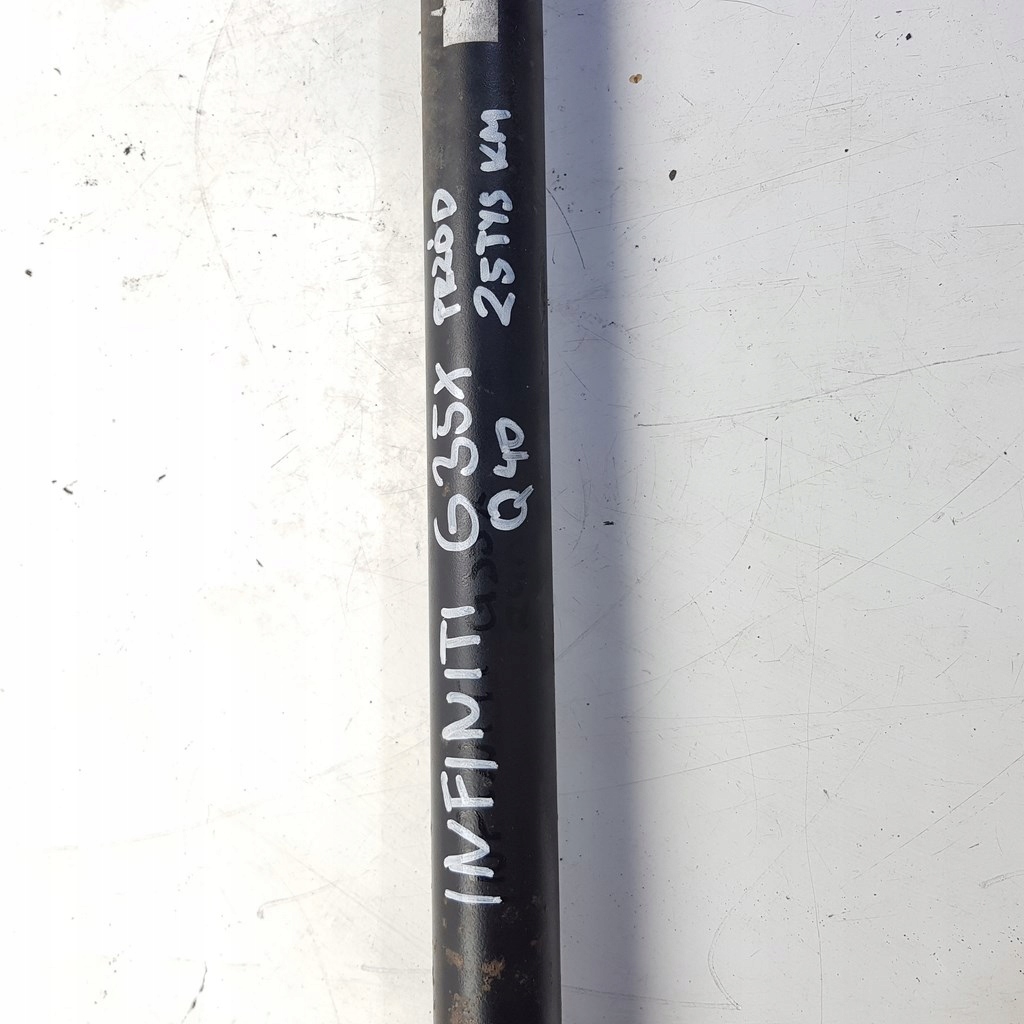 INFINITI G35X PRZÓD
Q40 25TYS KM